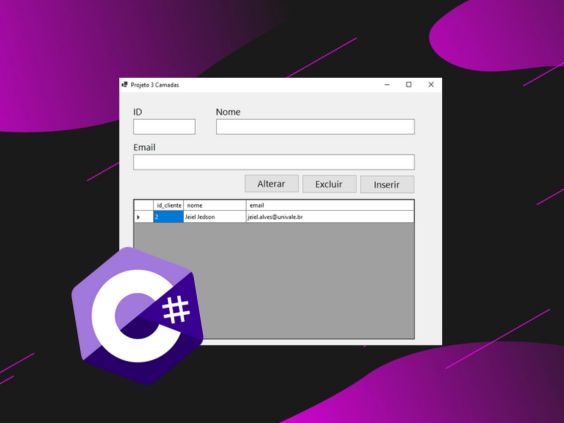 Projeto 3 Camadas
ID Nome
Email
Alterar Excluir Inserir
id_cliente nome email
2 Jeiel Jedson jeiel.alves@univale.br
C#